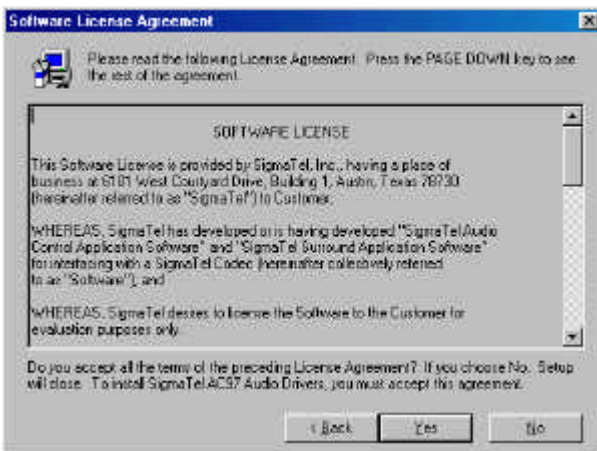 Software License Agreement
Please read the following License Agreement. Press the PAGE DOWN key to see
the rest of the agreement.
SOFTWARE LICENSE
This Software License is provided by SigmaTel, Inc., having a place of
business at 6101 West Courtyard Drive, Building 1, Austin, Texas 78730
(hereinafter referred to as "SigmaTel") to Customer.
WHEREAS, SigmaTel has developed or is having developed "SigmaTel Audio
Control Application Software" and "SigmaTel Surround Application Software"
for interfacing with a SigmaTel Codec (hereinafter collectively referred
to as "Software"), and
WHEREAS, SigmaTel desires to license the Software to the Customer for
evaluation purposes only.
Do you accept all the terms of the preceding License Agreement? If you choose No, Setup
will close. To install SigmaTel AC97 Audio Drivers, you must accept this agreement.
< Back
Yes
No